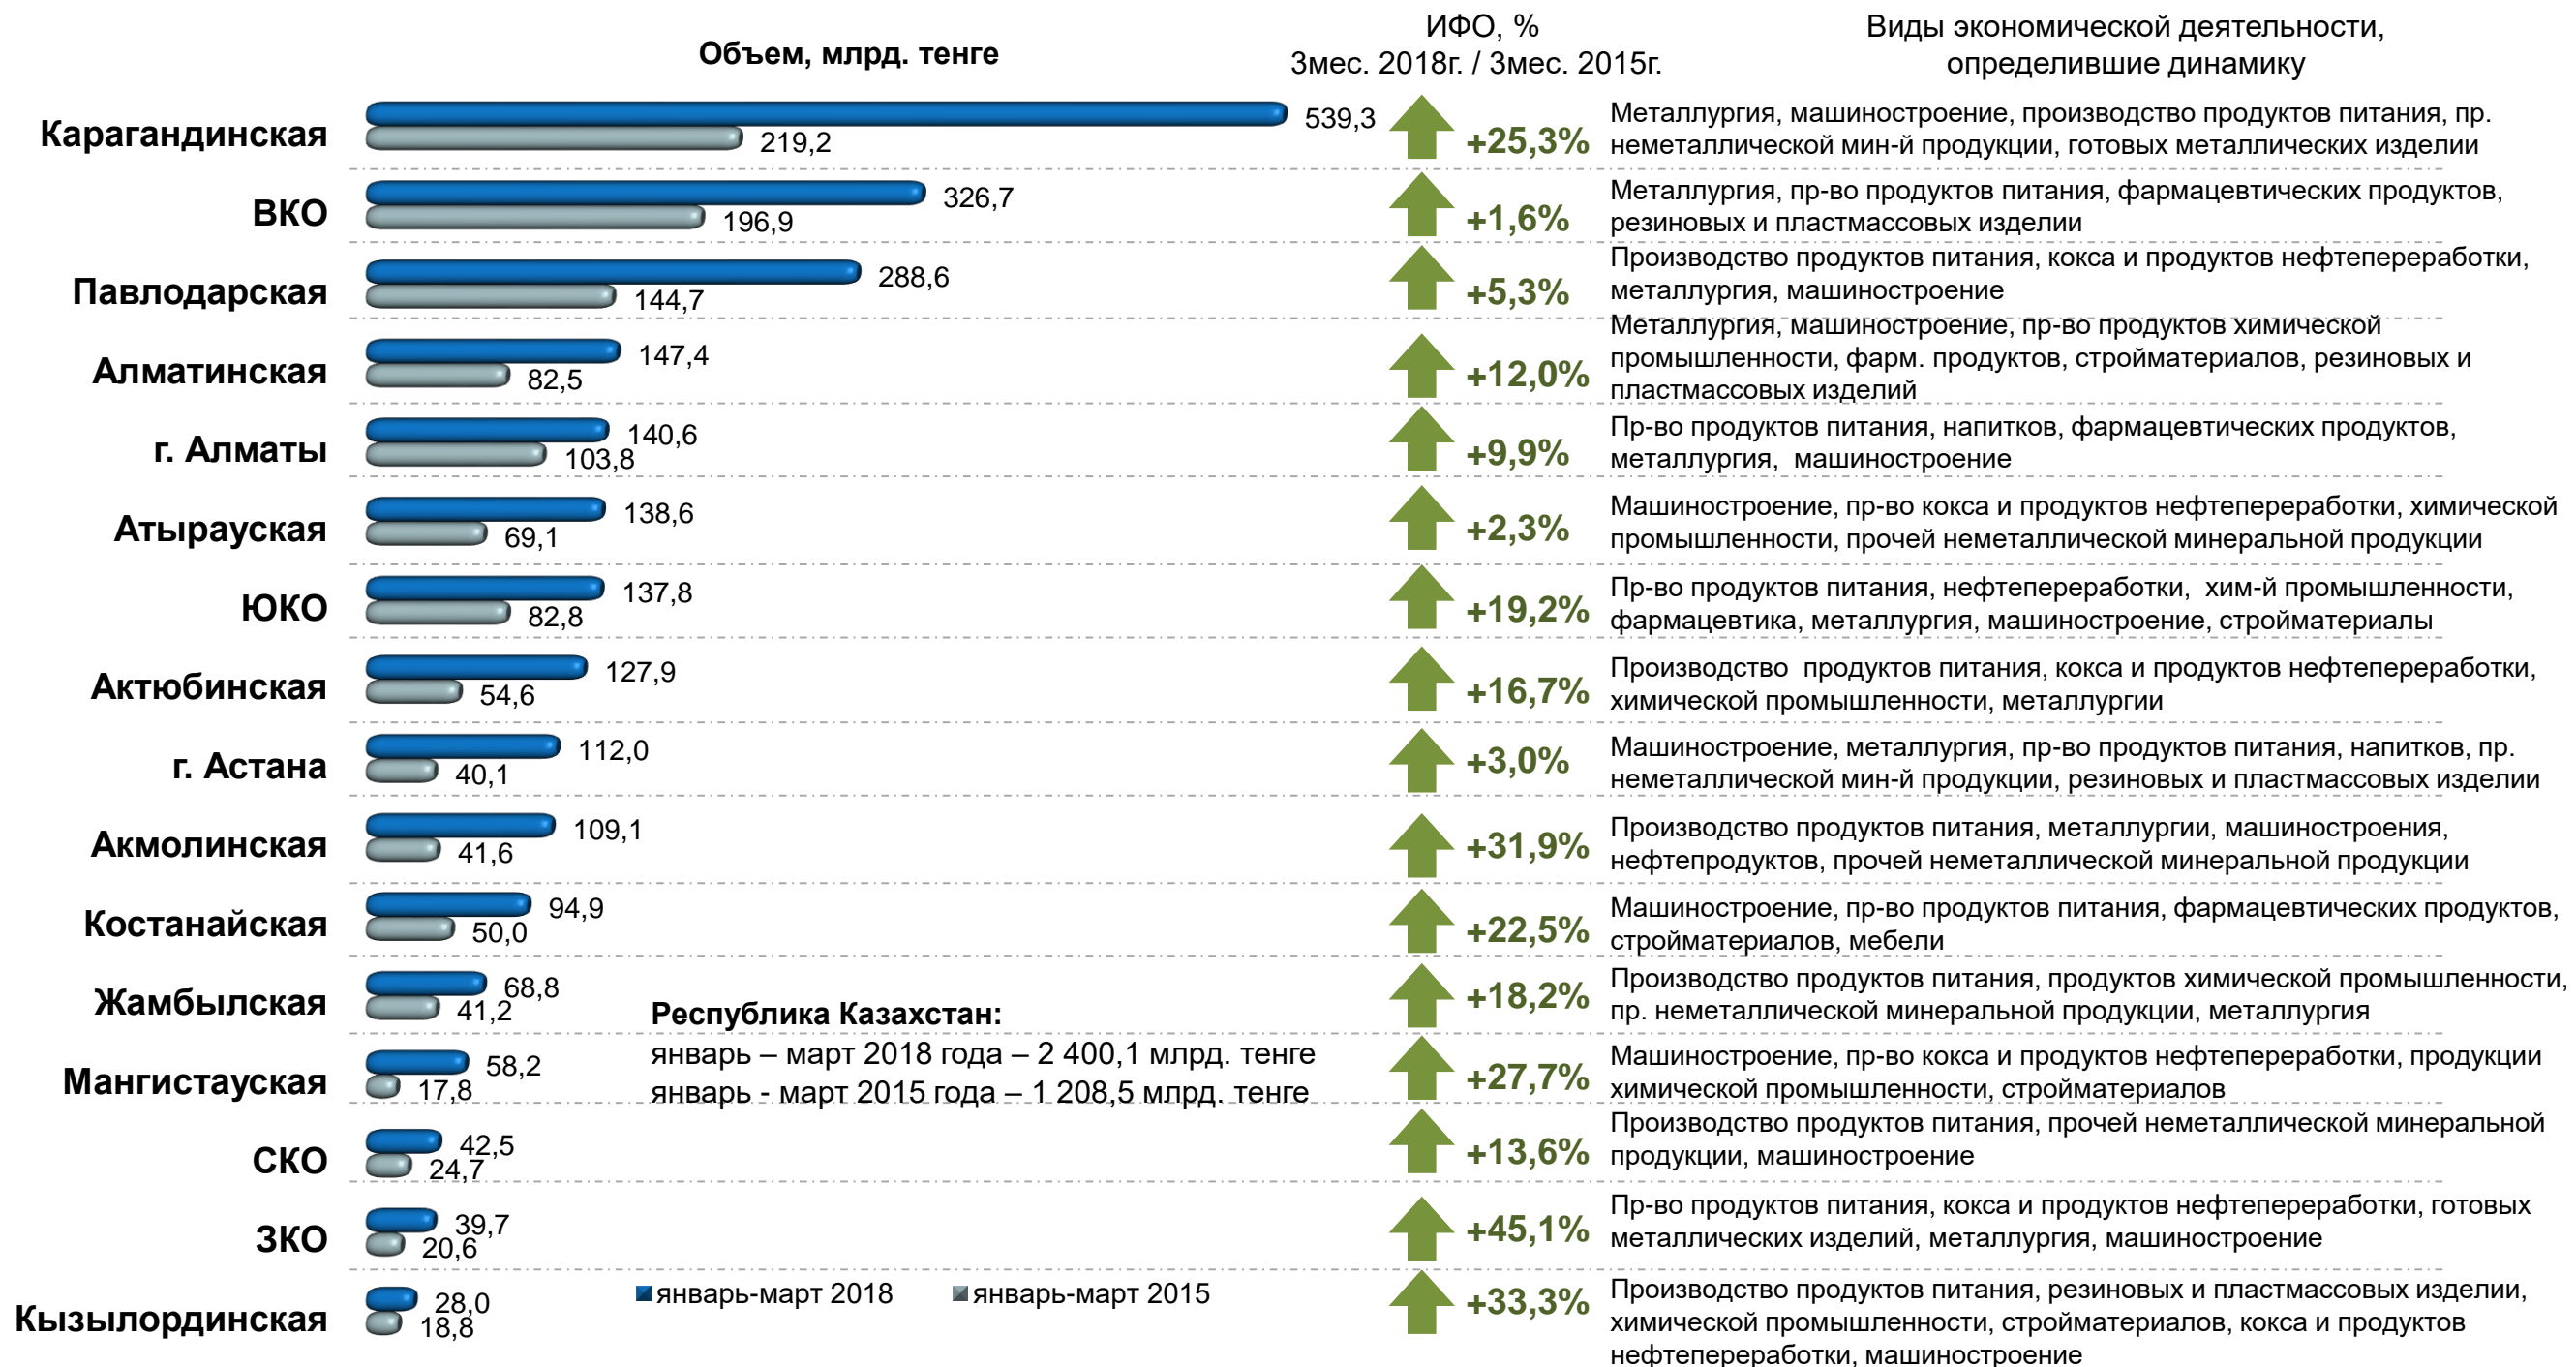 Объем, млрд. тенге
ИФО, %
3мес. 2018г. / 3мес. 2015г.
Виды экономической деятельности,
определившие динамику
Карагандинская
539,3
219,2
+25,3%
Металлургия, машиностроение, производство продуктов питания, пр.
неметаллической мин-й продукции, готовых металлических изделии
ВКО
326,7
196,9
+1,6%
Металлургия, пр-во продуктов питания, фармацевтических продуктов,
резиновых и пластмассовых изделии
Павлодарская
288,6
144,7
+5,3%
Производство продуктов питания, кокса и продуктов нефтепереработки,
металлургия, машиностроение
Алматинская
147,4
82,5
+12,0%
Металлургия, машиностроение, пр-во продуктов химической
промышленности, фарм. продуктов, стройматериалов, резиновых и
пластмассовых изделий
г. Алматы
140,6
103,8
+9,9%
Пр-во продуктов питания, напитков, фармацевтических продуктов,
металлургия, машиностроение
Атырауская
138,6
69,1
+2,3%
Машиностроение, пр-во кокса и продуктов нефтепереработки, химической
промышленности, прочей неметаллической минеральной продукции
ЮКО
137,8
82,8
+19,2%
Пр-во продуктов питания, нефтепереработки, хим-й промышленности,
фармацевтика, металлургия, машиностроение, стройматериалы
Актюбинская
127,9
54,6
+16,7%
Производство продуктов питания, кокса и продуктов нефтепереработки,
химической промышленности, металлургии
г. Астана
112,0
40,1
+3,0%
Машиностроение, металлургия, пр-во продуктов питания, напитков, пр.
неметаллической мин-й продукции, резиновых и пластмассовых изделии
Акмолинская
109,1
41,6
+31,9%
Производство продуктов питания, металлургии, машиностроения,
нефтепродуктов, прочей неметаллической минеральной продукции
Костанайская
94,9
50,0
+22,5%
Машиностроение, пр-во продуктов питания, фармацевтических продуктов,
стройматериалов, мебели
Жамбылская
68,8
41,2
+18,2%
Производство продуктов питания, продуктов химической промышленности,
пр. неметаллической минеральной продукции, металлургия
Республика Казахстан:
январь – март 2018 года – 2 400,1 млрд. тенге
январь - март 2015 года – 1 208,5 млрд. тенге
Мангистауская
58,2
17,8
+27,7%
Машиностроение, пр-во кокса и продуктов нефтепереработки, продукции
химической промышленности, стройматериалов
СКО
42,5
24,7
+13,6%
Производство продуктов питания, прочей неметаллической минеральной
продукции, машиностроение
ЗКО
39,7
20,6
+45,1%
Пр-во продуктов питания, кокса и продуктов нефтепереработки, готовых
металлических изделий, металлургия, машиностроение
Кызылординская
28,0
18,8
январь-март 2018
январь-март 2015
+33,3%
Производство продуктов питания, резиновых и пластмассовых изделии,
химической промышленности, стройматериалов, кокса и продуктов
нефтепереработки, машиностроение